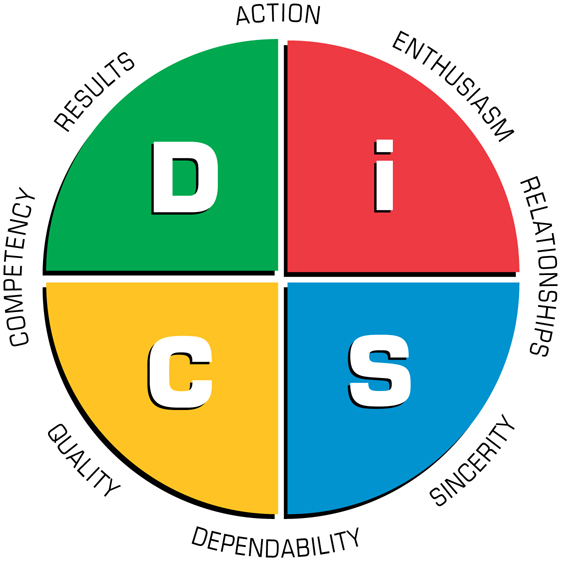 ACTION
ENTHUSIASM
RELATIONSHIPS
SINCERITY
DEPENDABILITY
QUALITY
COMPETENCY
RESULTS
D
i
C
S